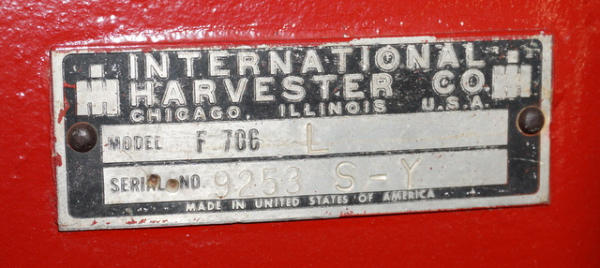 INTERNATIONAL
HARVESTER CO.
CHICAGO, ILLINOIS U.S.A.
MODEL F 706 L
SERIAL NO. 9253 S-Y
MADE IN UNITED STATES OF AMERICA